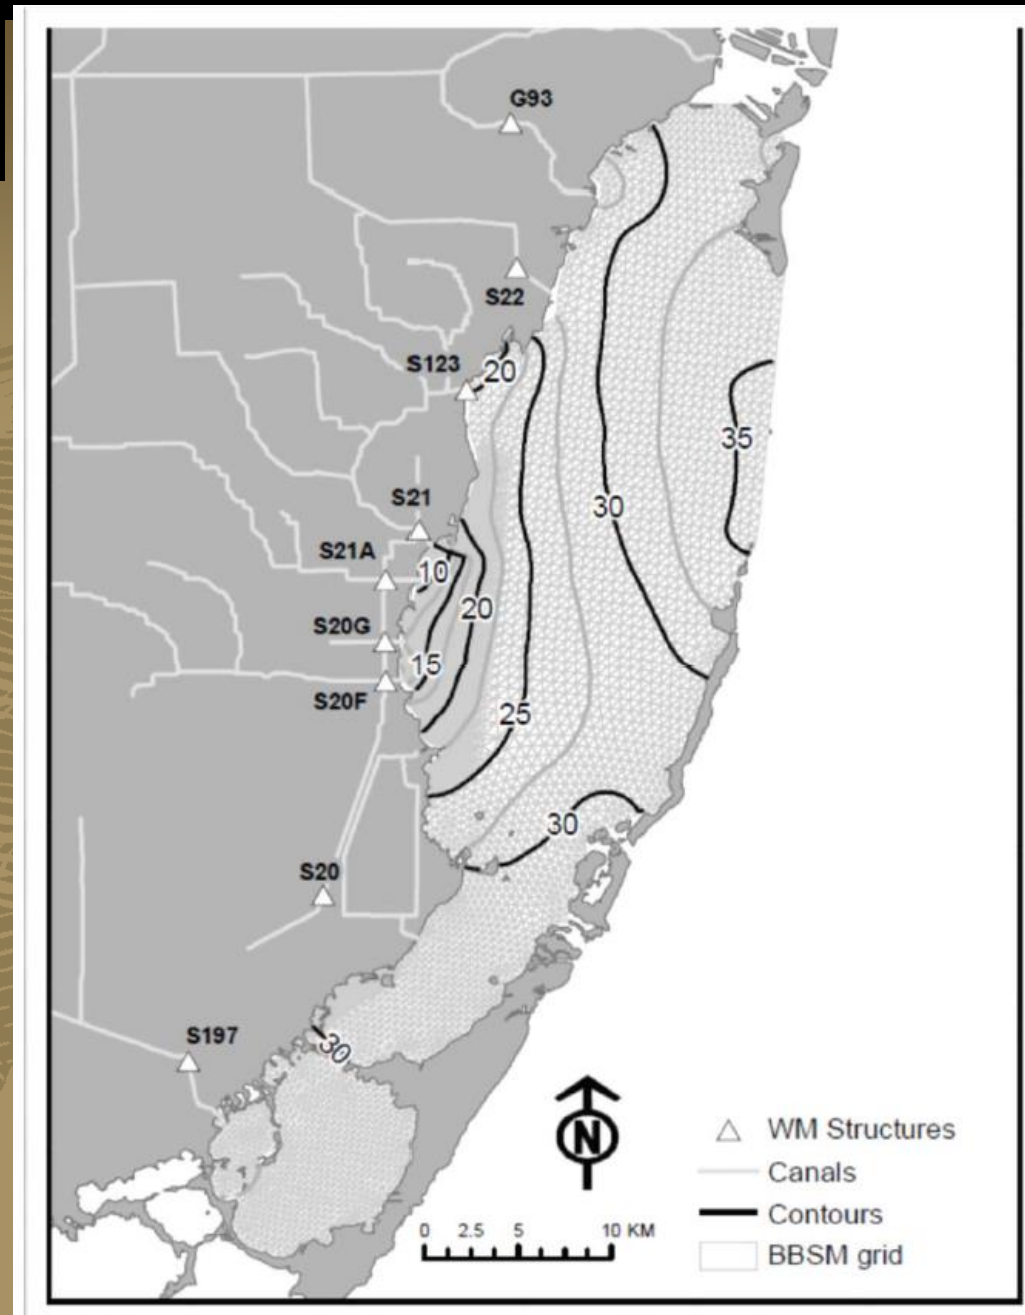 G93
S22
S123
20
35
S21
30
S21A
10
20
S20G
15
S20F
25
30
S20
S197
30
N
WM Structures
Canals
0 2.5 5 10 KM
Contours
BBSM grid